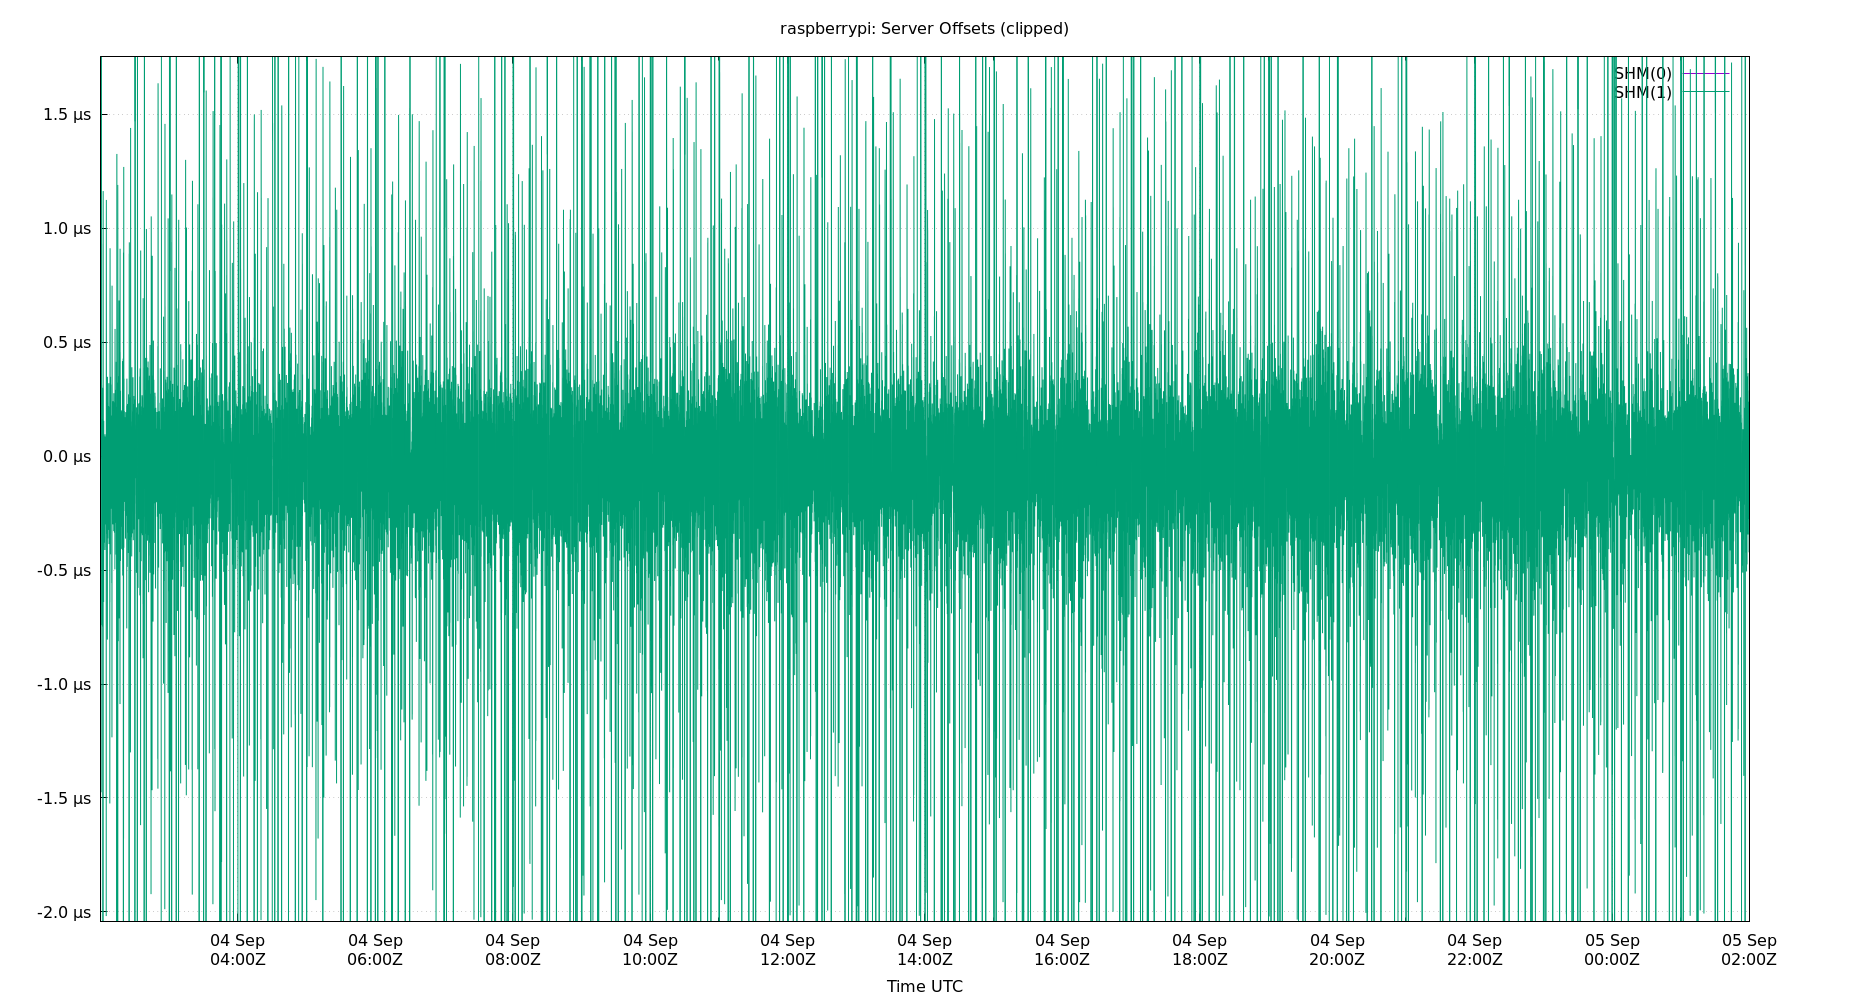 raspberrypi: Server Offsets (clipped)
SHM(0)
SHM(1)
1.5 µs
1.0 µs
0.5 µs
0.0 µs
-0.5 µs
-1.0 µs
-1.5 µs
-2.0 µs
04 Sep 04 Sep 04 Sep 04 Sep 04 Sep 04 Sep 04 Sep 04 Sep 04 Sep 04 Sep 05 Sep 05 Sep
04:00Z 06:00Z 08:00Z 10:00Z 12:00Z 14:00Z 16:00Z 18:00Z 20:00Z 22:00Z 00:00Z 02:00Z
Time UTC